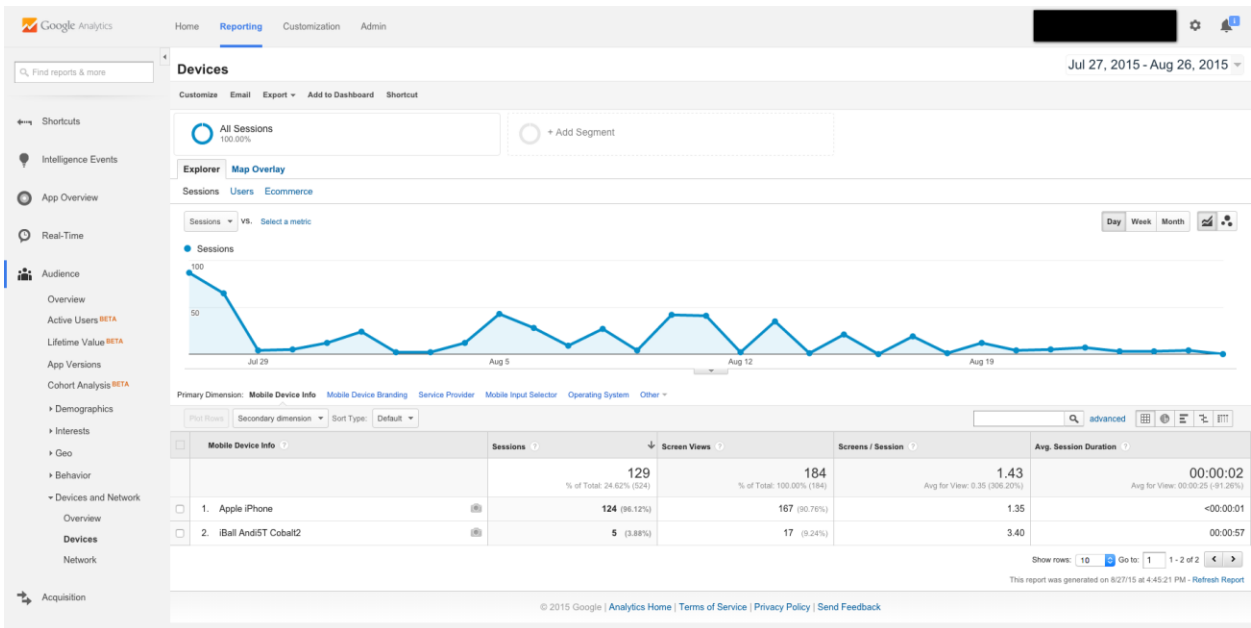 Google Analytics
Home Reporting Customization Admin
1
Find reports & more
Devices
Jul 27, 2015 - Aug 26, 2015
Customize Email Export Add to Dashboard Shortcut
Shortcuts
Intelligence Events
App Overview
Real-Time
Audience
Overview
Active Users BETA
Lifetime Value BETA
App Versions
Cohort Analysis BETA
Demographics
Interests
Geo
Behavior
Devices and Network
Overview
Devices
Network
Acquisition
All Sessions
100.00%
+ Add Segment
Explorer Map Overlay
Sessions Users Ecommerce
Sessions VS. Select a metric
Day Week Month
Sessions
100
50
Jul 29 Aug 5 Aug 12 Aug 19
Primary Dimension: Mobile Device Info Mobile Device Branding Service Provider Mobile Input Selector Operating System Other
Plot Rows Secondary dimension Sort Type: Default advanced
Mobile Device Info ? Sessions ? Screen Views ? Screens / Session ? Avg. Session Duration ?
129 184 1.43 00:00:02
% of Total: 24.62% (524) % of Total: 100.00% (184) Avg for View: 0.35 (306.20%) Avg for View: 00:00:25 (-91.26%)
1. Apple iPhone 124 (96.12%) 167 (90.76%) 1.35 <00:00:01
2. iBall Andi5T Cobalt2 5 (3.88%) 17 (9.24%) 3.40 00:00:57
Show rows: 10 Go to: 1 1 - 2 of 2
This report was generated on 8/27/15 at 4:45:21 PM - Refresh Report
© 2015 Google | Analytics Home | Terms of Service | Privacy Policy | Send Feedback